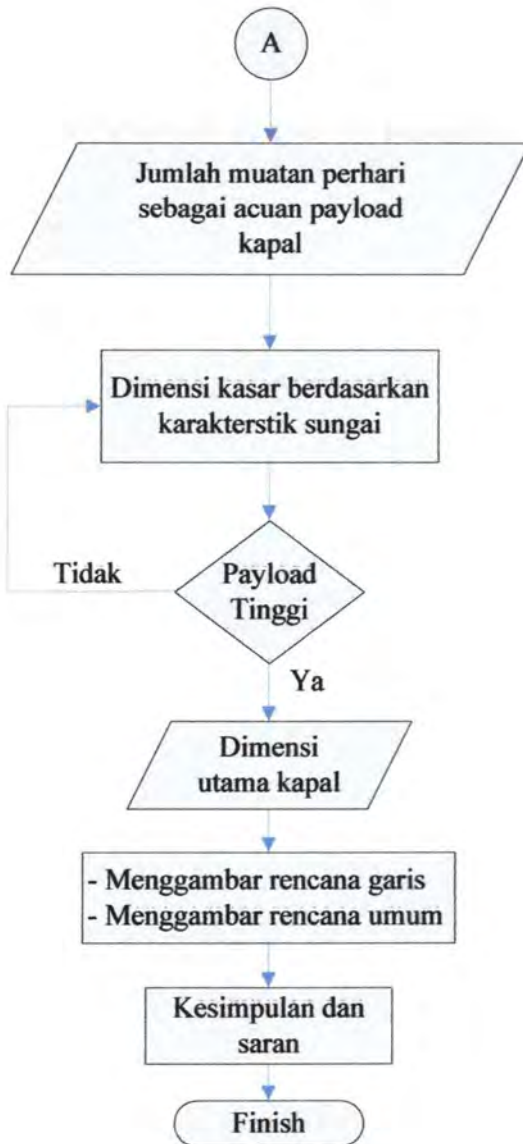 A
Jumlah muatan perhari
sebagai acuan payload
kapal
Dimensi kasar berdasarkan
karakterstik sungai
Tidak
Payload
Tinggi
Ya
Dimensi
utama kapal
- Menggambar rencana garis
- Menggambar rencana umum
Kesimpulan dan
saran
Finish